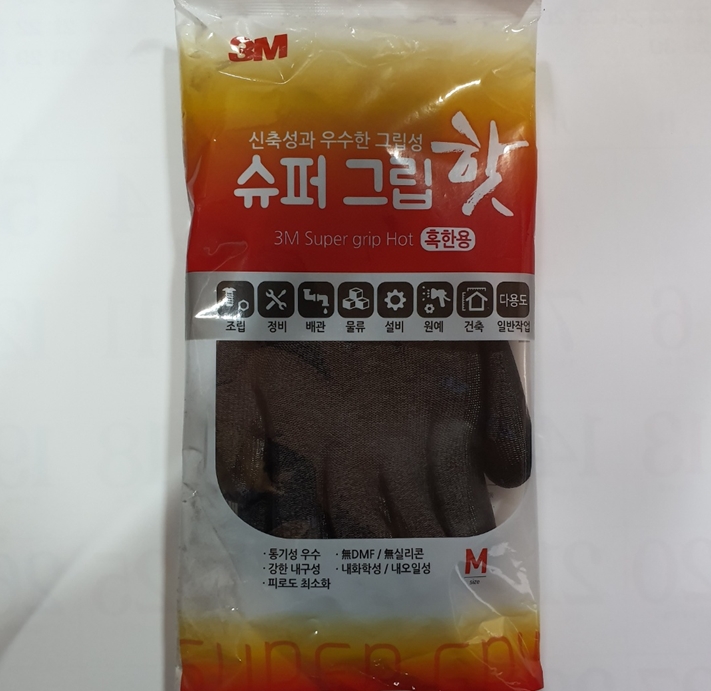 3M
신축성과 우수한 그립성
슈퍼 그립 핫
3M Super grip Hot 혹한용
다용도
조립 정비 배관 물류 설비 원예 건축 일반작업
· 통기성 우수 · 無DMF / 無실리콘
· 강한 내구성 · 내화학성 / 내오일성
· 피로도 최소화
M
size